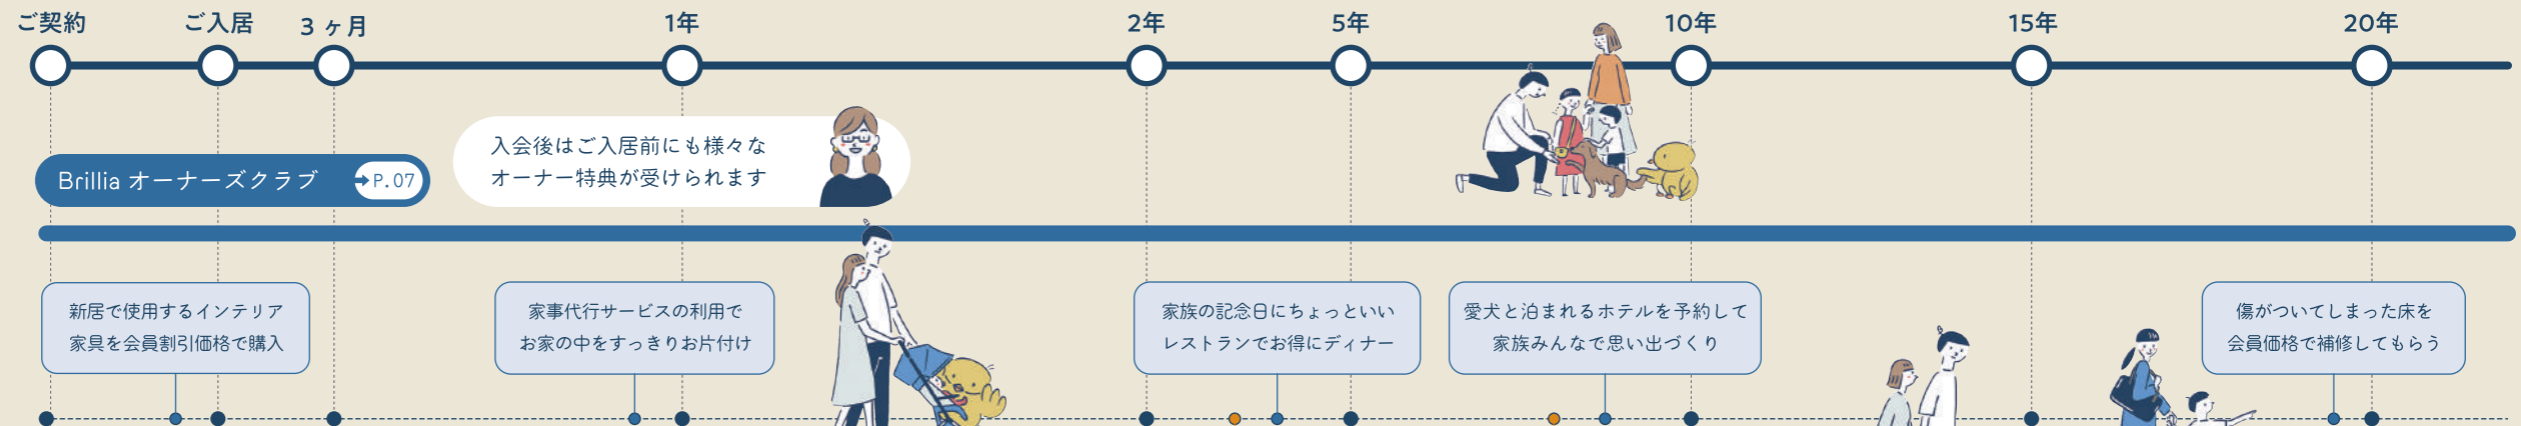 ご契約
ご入居
3 ヶ月
1年
2年
5年
10年
15年
20年
Brillia オーナーズクラブ
➡P.07
入会後はご入居前にも様々な
オーナー特典が受けられます
新居で使用するインテリア
家具を会員割引価格で購入
家事代行サービスの利用で
お家の中をすっきりお片付け
家族の記念日にちょっといい
レストランでお得にディナー
愛犬と泊まれるホテルを予約して
家族みんなで思い出づくり
傷がついてしまった床を
会員価格で補修してもらう